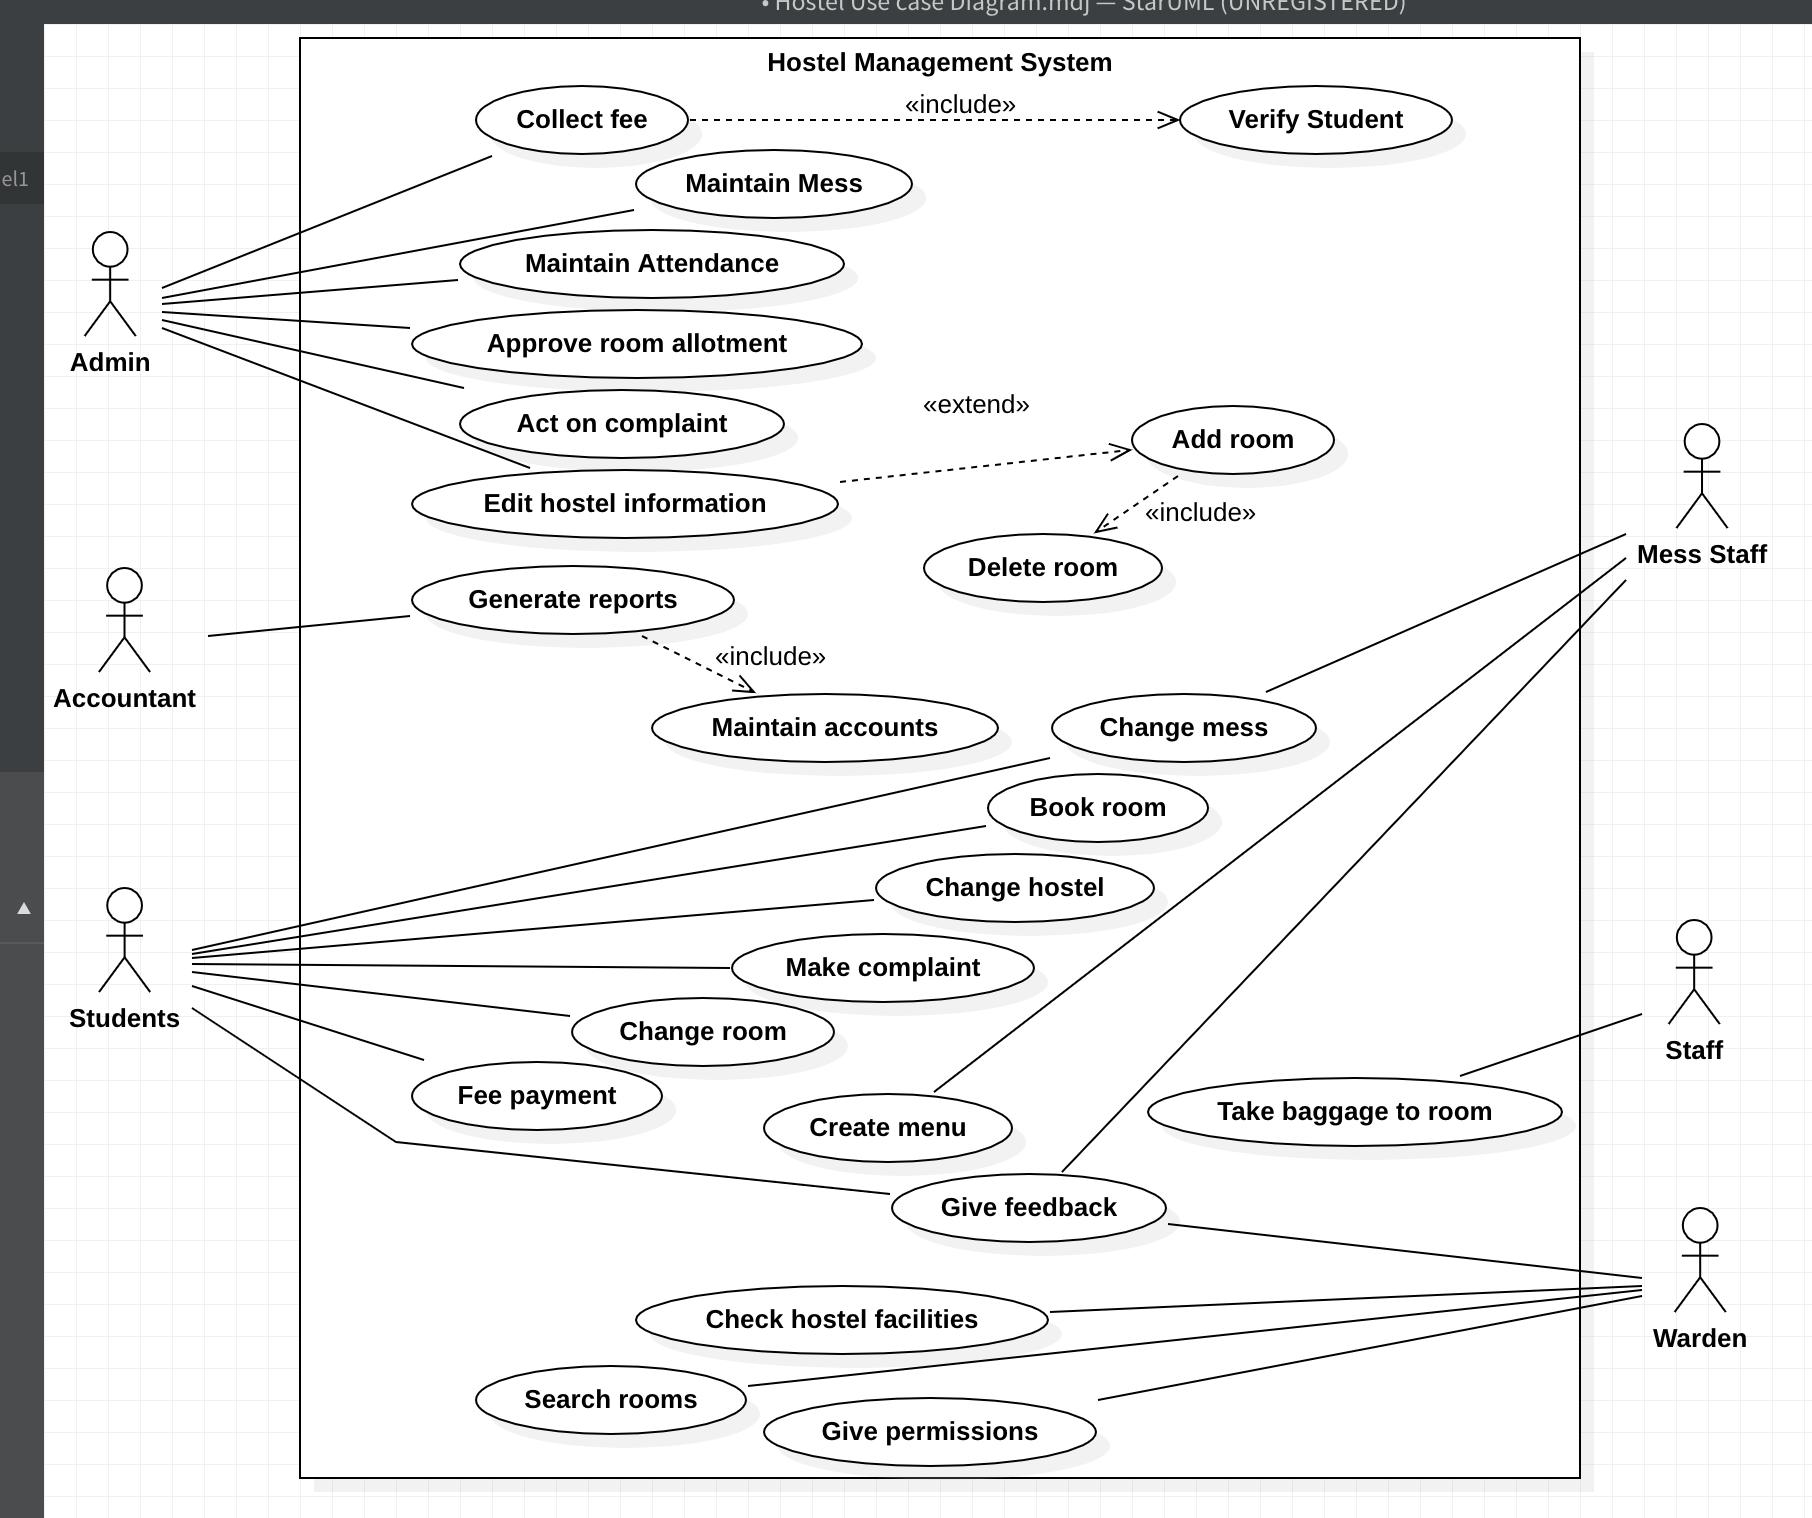 • Hostel Use case Diagram.mdj — StarUML (UNREGISTERED)
Hostel Management System
Collect fee
«include»
Verify Student
Maintain Mess
el1
Maintain Attendance
Approve room allotment
Admin
Act on complaint
«extend»
Add room
Edit hostel information
«include»
Mess Staff
Delete room
Generate reports
«include»
Accountant
Maintain accounts
Change mess
Book room
Change hostel
Make complaint
Students
Change room
Staff
Fee payment
Create menu
Take baggage to room
Give feedback
Check hostel facilities
Warden
Search rooms
Give permissions